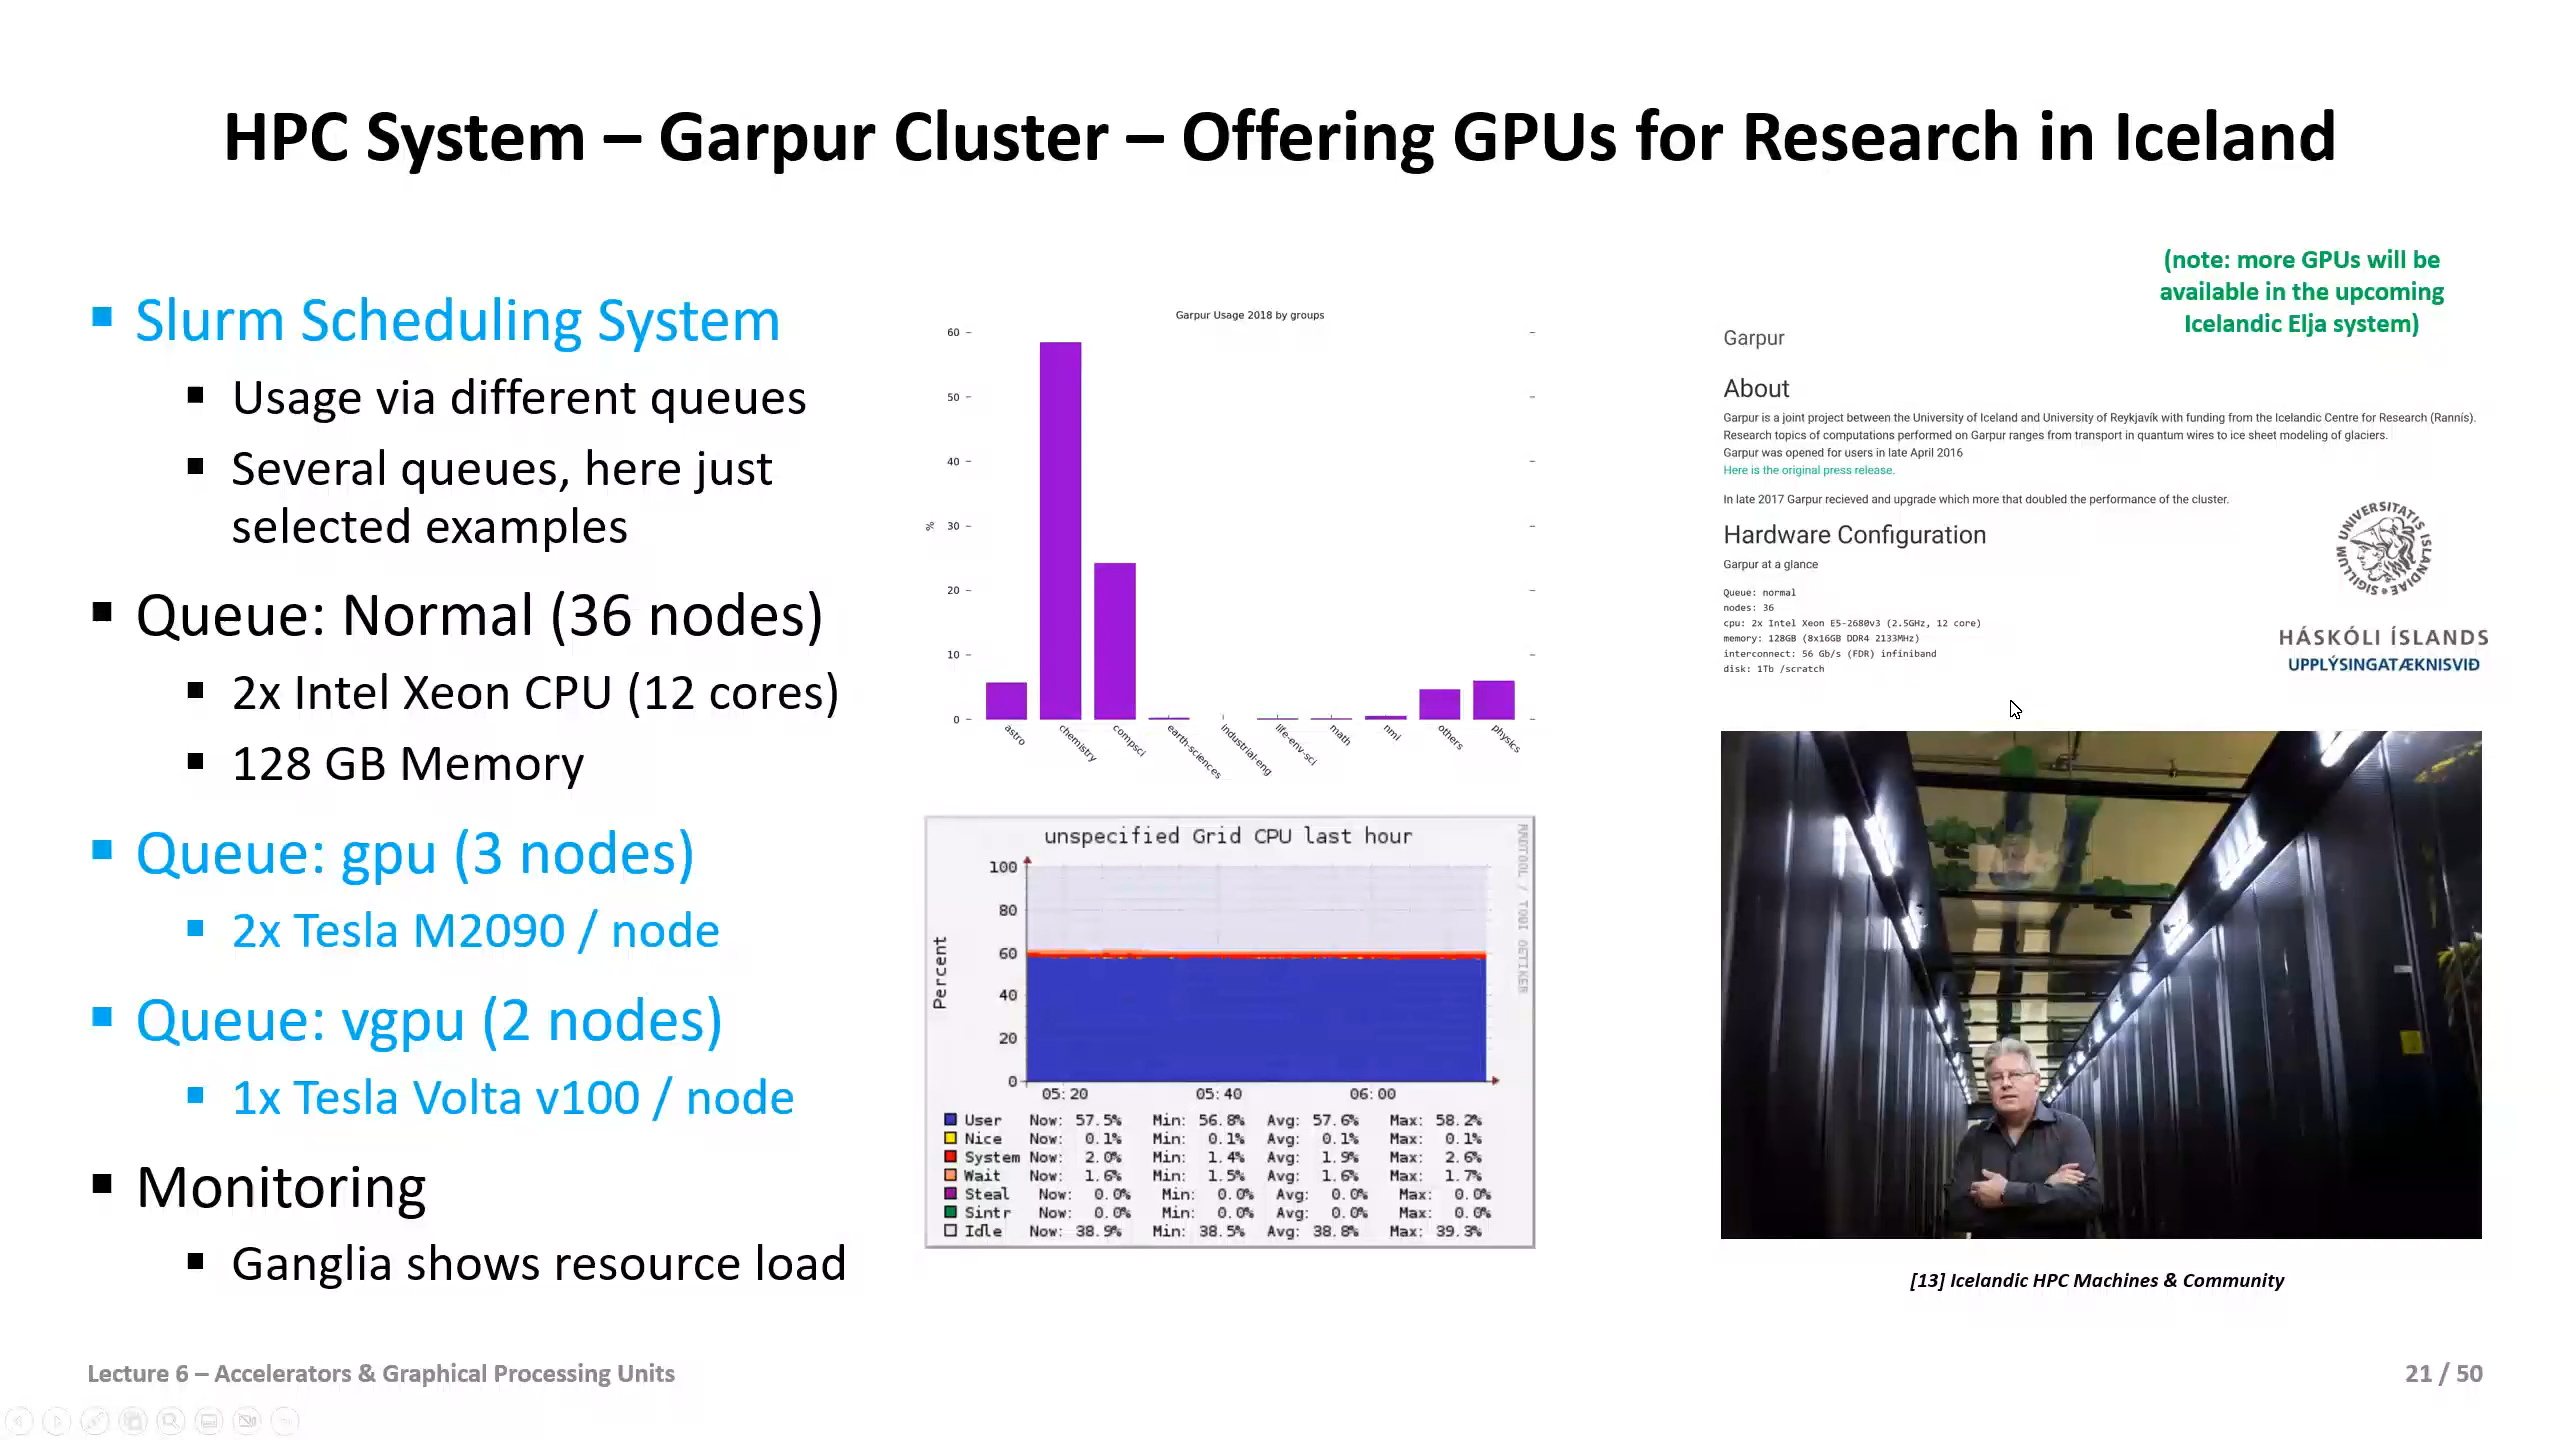 HPC System – Garpur Cluster – Offering GPUs for Research in Iceland
Slurm Scheduling System
Usage via different queues
Several queues, here just
selected examples
Queue: Normal (36 nodes)
2x Intel Xeon CPU (12 cores)
128 GB Memory
Queue: gpu (3 nodes)
2x Tesla M2090 / node
Queue: vgpu (2 nodes)
1x Tesla Volta v100 / node
Monitoring
Ganglia shows resource load
Garpur Usage 2018 by groups
60
50
40
30
20
10
0
%
astro
chemistry
compsci
earth-sciences
industrial-eng
life-env-sci
math
nmi
others
physics
unspecified Grid CPU last hour
RRDTOOL / TOBI OETIKER
Percent
100
80
60
40
20
0
05:20 05:40 06:00
User Now: 57.5% Min: 56.8% Avg: 57.6% Max: 58.2%
Nice Now: 0.1% Min: 0.1% Avg: 0.1% Max: 0.1%
System Now: 2.0% Min: 1.4% Avg: 1.9% Max: 2.6%
Wait Now: 1.6% Min: 1.5% Avg: 1.6% Max: 1.7%
Steal Now: 0.0% Min: 0.0% Avg: 0.0% Max: 0.0%
Sintr Now: 0.0% Min: 0.0% Avg: 0.0% Max: 0.0%
Idle Now: 38.9% Min: 38.5% Avg: 38.8% Max: 39.3%
(note: more GPUs will be
available in the upcoming
Icelandic Elja system)
Garpur
About
Garpur is a joint project between the University of Iceland and University of Reykjavík with funding from the Icelandic Centre for Research (Rannís).
Research topics of computations performed on Garpur ranges from transport in quantum wires to ice sheet modeling of glaciers.
Garpur was opened for users in late April 2016
Here is the original press release.
In late 2017 Garpur recieved and upgrade which more that doubled the performance of the cluster.
Hardware Configuration
Garpur at a glance
Queue: normal
nodes: 36
cpu: 2x Intel Xeon E5-2680v3 (2.5GHz, 12 core)
memory: 128GB (8x16GB DDR4 2133MHz)
interconnect: 56 Gb/s (FDR) infiniband
disk: 1Tb /scratch
SIGILLUM UNIVERSITATIS ISLANDIAE
HÁSKÓLI ÍSLANDS
UPPLÝSINGATÆKNISVIÐ
[13] Icelandic HPC Machines & Community
Lecture 6 – Accelerators & Graphical Processing Units
21 / 50